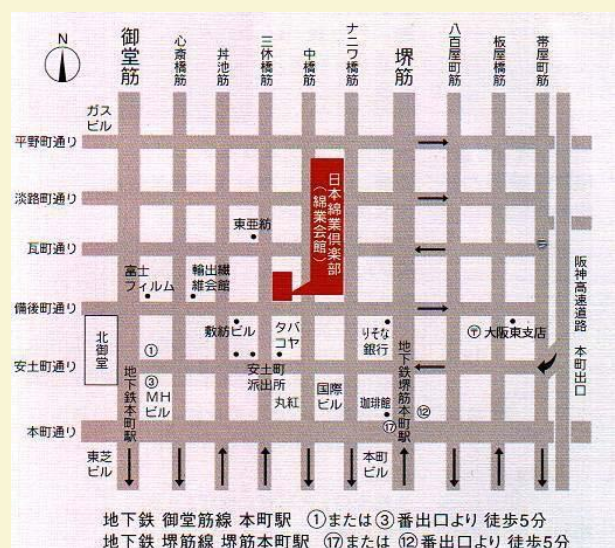 N
御堂筋
心斎橋筋
丼池筋
三休橋筋
中橋筋
ナニワ橋筋
堺筋
八百屋町筋
板屋橋筋
帯屋町筋
ガス
ビル
平野町通り
淡路町通り
日本綿業倶楽部
(綿業会館)
東亜紡
瓦町通り
富士
フィルム
輸出繊
維会館
阪神高速道路 本町出口
備後町通り
北御堂
敷紡ビル
タバ
コヤ
りそな
銀行
〒大阪東支店
①
安土町通り
安土町
派出所
地下鉄本町駅
③
MH
ビル
丸紅
国際
ビル
珈琲館
地下鉄堺筋本町駅
⑫
⑰
本町通り
東芝
ビル
本町
ビル
地下鉄 御堂筋線 本町駅 ①または③番出口より 徒歩5分
地下鉄 堺筋線 堺筋本町駅 ⑰または ⑫番出口より 徒歩5分